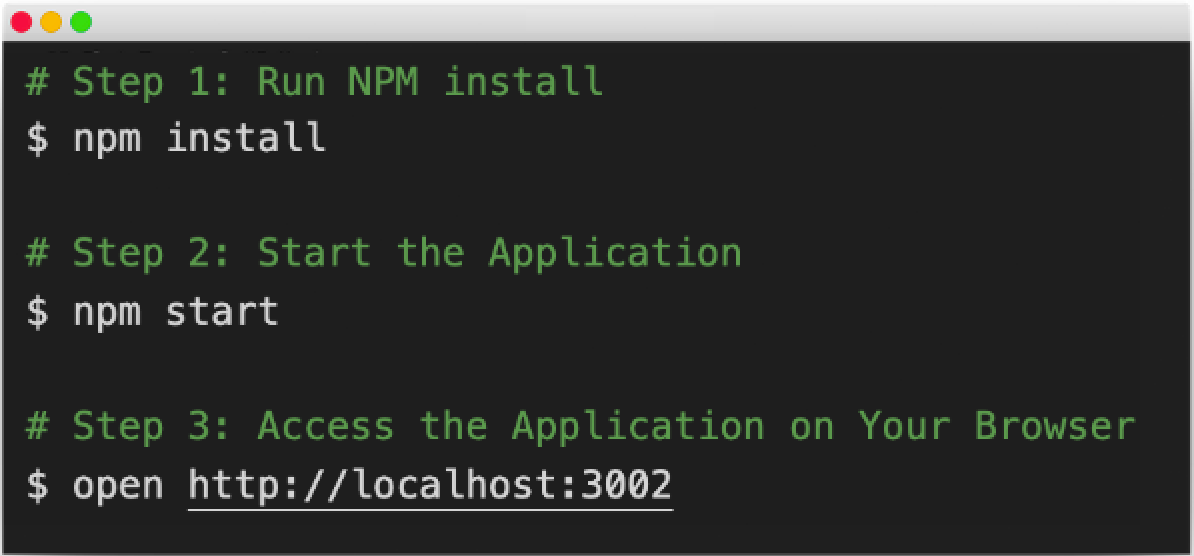 # Step 1: Run NPM install
$ npm install
# Step 2: Start the Application
$ npm start
# Step 3: Access the Application on Your Browser
$ open http://localhost:3002